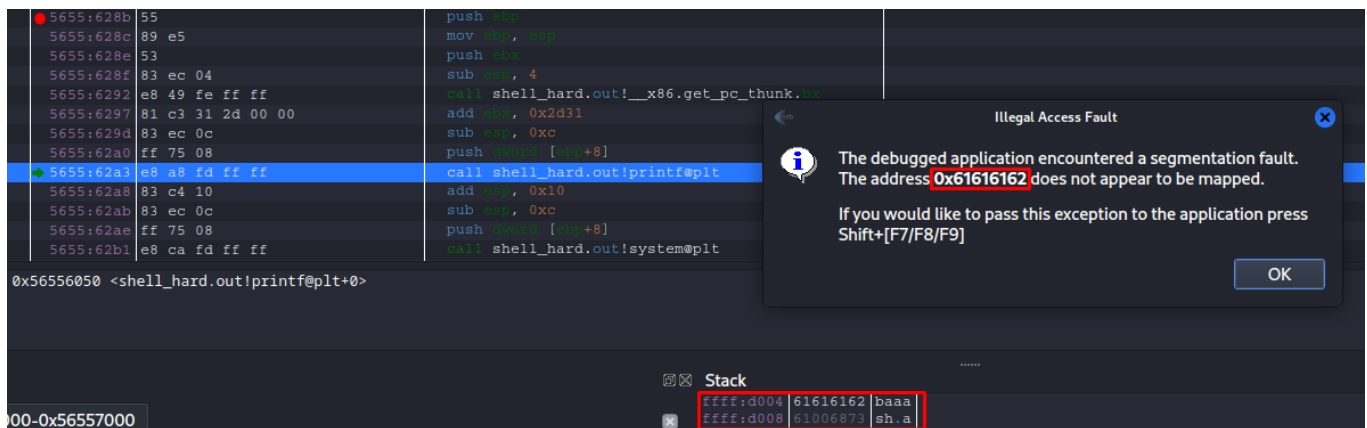 5655:628b 55 push ebp
5655:628c 89 e5 mov ebp, esp
5655:628e 53 push ebx
5655:628f 83 ec 04 sub esp, 4
5655:6292 e8 49 fe ff ff call shell_hard.out!__x86.get_pc_thunk.bx
5655:6297 81 c3 31 2d 00 00 add ebx, 0x2d31
5655:629d 83 ec 0c sub esp, 0xc
5655:62a0 ff 75 08 push dword [ebp+8]
5655:62a3 e8 a8 fd ff ff call shell_hard.out!printf@plt
5655:62a8 83 c4 10 add esp, 0x10
5655:62ab 83 ec 0c sub esp, 0xc
5655:62ae ff 75 08 push dword [ebp+8]
5655:62b1 e8 ca fd ff ff call shell_hard.out!system@plt
Illegal Access Fault
The debugged application encountered a segmentation fault.
The address 0x61616162 does not appear to be mapped.
If you would like to pass this exception to the application press
Shift+[F7/F8/F9]
OK
0x56556050 <shell_hard.out!printf@plt+0>
Stack
ffff:d004 61616162 baaa
ffff:d008 61006873 sh.a
000-0x56557000